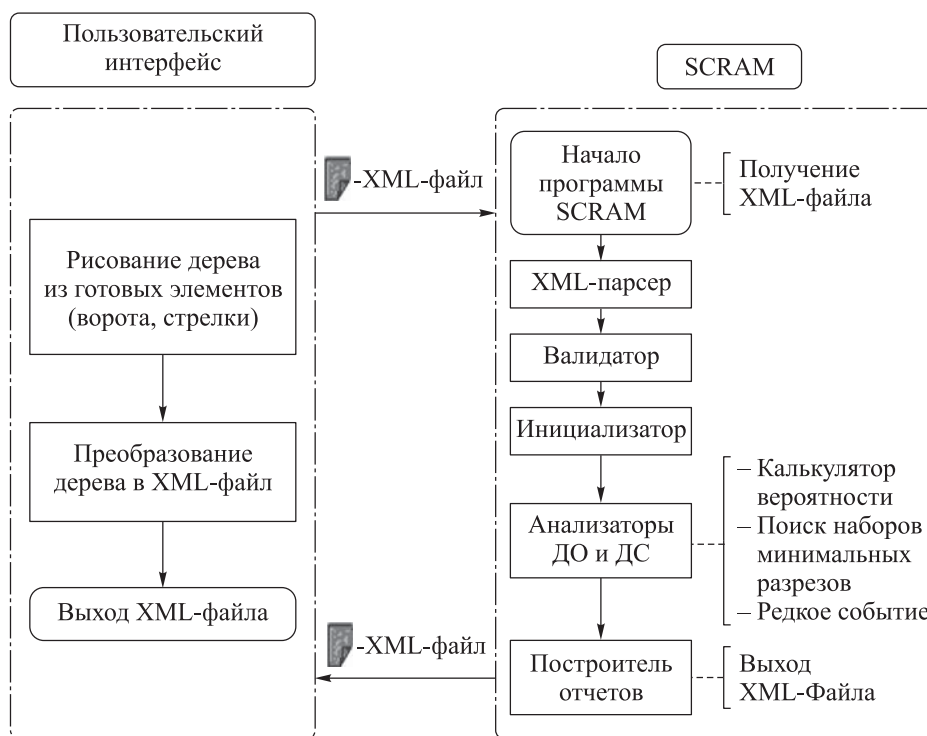 Пользовательский
интерфейс
SCRAM
-XML-файл
Рисование дерева
из готовых элементов
(ворота, стрелки)
Преобразование
дерева в XML-файл
Выход XML-файла
Начало
программы
SCRAM
Получение
XML-файла
XML-парсер
Валидатор
Инициализатор
Анализаторы
ДО и ДС
– Калькулятор
вероятности
– Поиск наборов
минимальных
разрезов
– Редкое событие
-XML-файл
Построитель
отчетов
Выход
XML-Файла